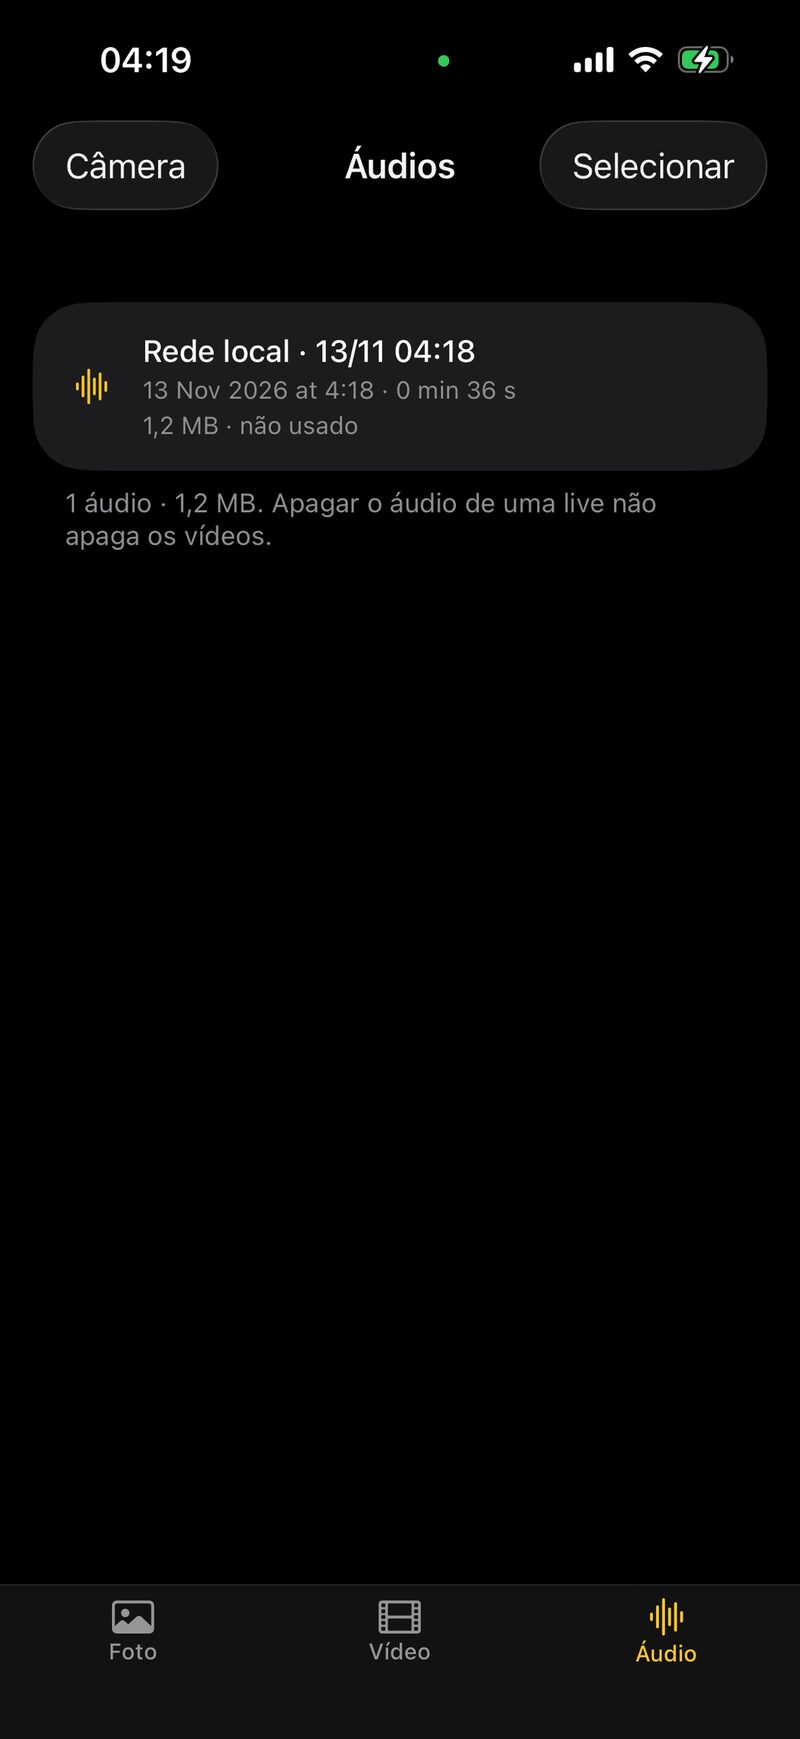 04:19
Câmera
Áudios
Selecionar
Rede local · 13/11 04:18
13 Nov 2026 at 4:18 · 0 min 36 s
1,2 MB · não usado
1 áudio · 1,2 MB. Apagar o áudio de uma live não
apaga os vídeos.
Foto
Vídeo
Áudio